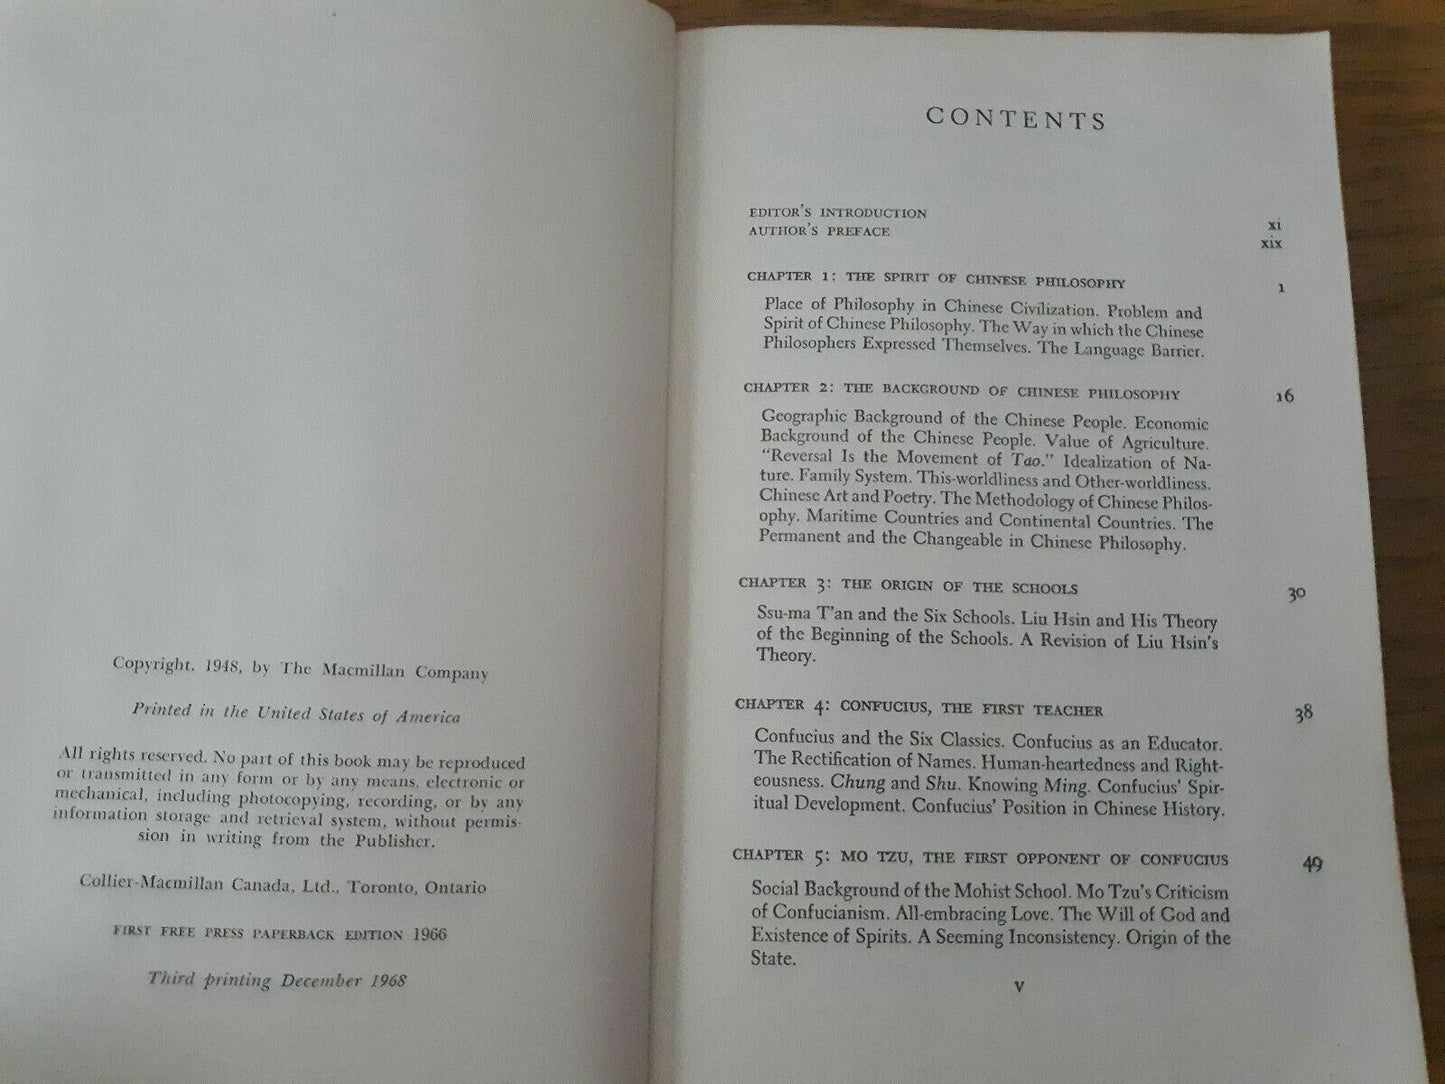 Copyright, 1948, by The Macmillan Company
Printed in the United States of America
All rights reserved. No part of this book may be reproduced
or transmitted in any form or by any means, electronic or
mechanical, including photocopying, recording, or by any
information storage and retrieval system, without permis-
sion in writing from the Publisher.
Collier-Macmillan Canada, Ltd., Toronto, Ontario
FIRST FREE PRESS PAPERBACK EDITION 1966
Third printing December 1968
CONTENTS
EDITOR'S INTRODUCTION xi
AUTHOR'S PREFACE xix
CHAPTER 1: THE SPIRIT OF CHINESE PHILOSOPHY 1
Place of Philosophy in Chinese Civilization. Problem and
Spirit of Chinese Philosophy. The Way in which the Chinese
Philosophers Expressed Themselves. The Language Barrier.
CHAPTER 2: THE BACKGROUND OF CHINESE PHILOSOPHY 16
Geographic Background of the Chinese People. Economic
Background of the Chinese People. Value of Agriculture.
"Reversal Is the Movement of Tao." Idealization of Na-
ture. Family System. This-worldliness and Other-worldliness.
Chinese Art and Poetry. The Methodology of Chinese Philos-
ophy. Maritime Countries and Continental Countries. The
Permanent and the Changeable in Chinese Philosophy.
CHAPTER 3: THE ORIGIN OF THE SCHOOLS 30
Ssu-ma T'an and the Six Schools. Liu Hsin and His Theory
of the Beginning of the Schools. A Revision of Liu Hsin's
Theory.
CHAPTER 4: CONFUCIUS, THE FIRST TEACHER 38
Confucius and the Six Classics. Confucius as an Educator.
The Rectification of Names. Human-heartedness and Right-
eousness. Chung and Shu. Knowing Ming. Confucius' Spir-
itual Development. Confucius' Position in Chinese History.
CHAPTER 5: MO TZU, THE FIRST OPPONENT OF CONFUCIUS 49
Social Background of the Mohist School. Mo Tzu's Criticism
of Confucianism. All-embracing Love. The Will of God and
Existence of Spirits. A Seeming Inconsistency. Origin of the
State.
V